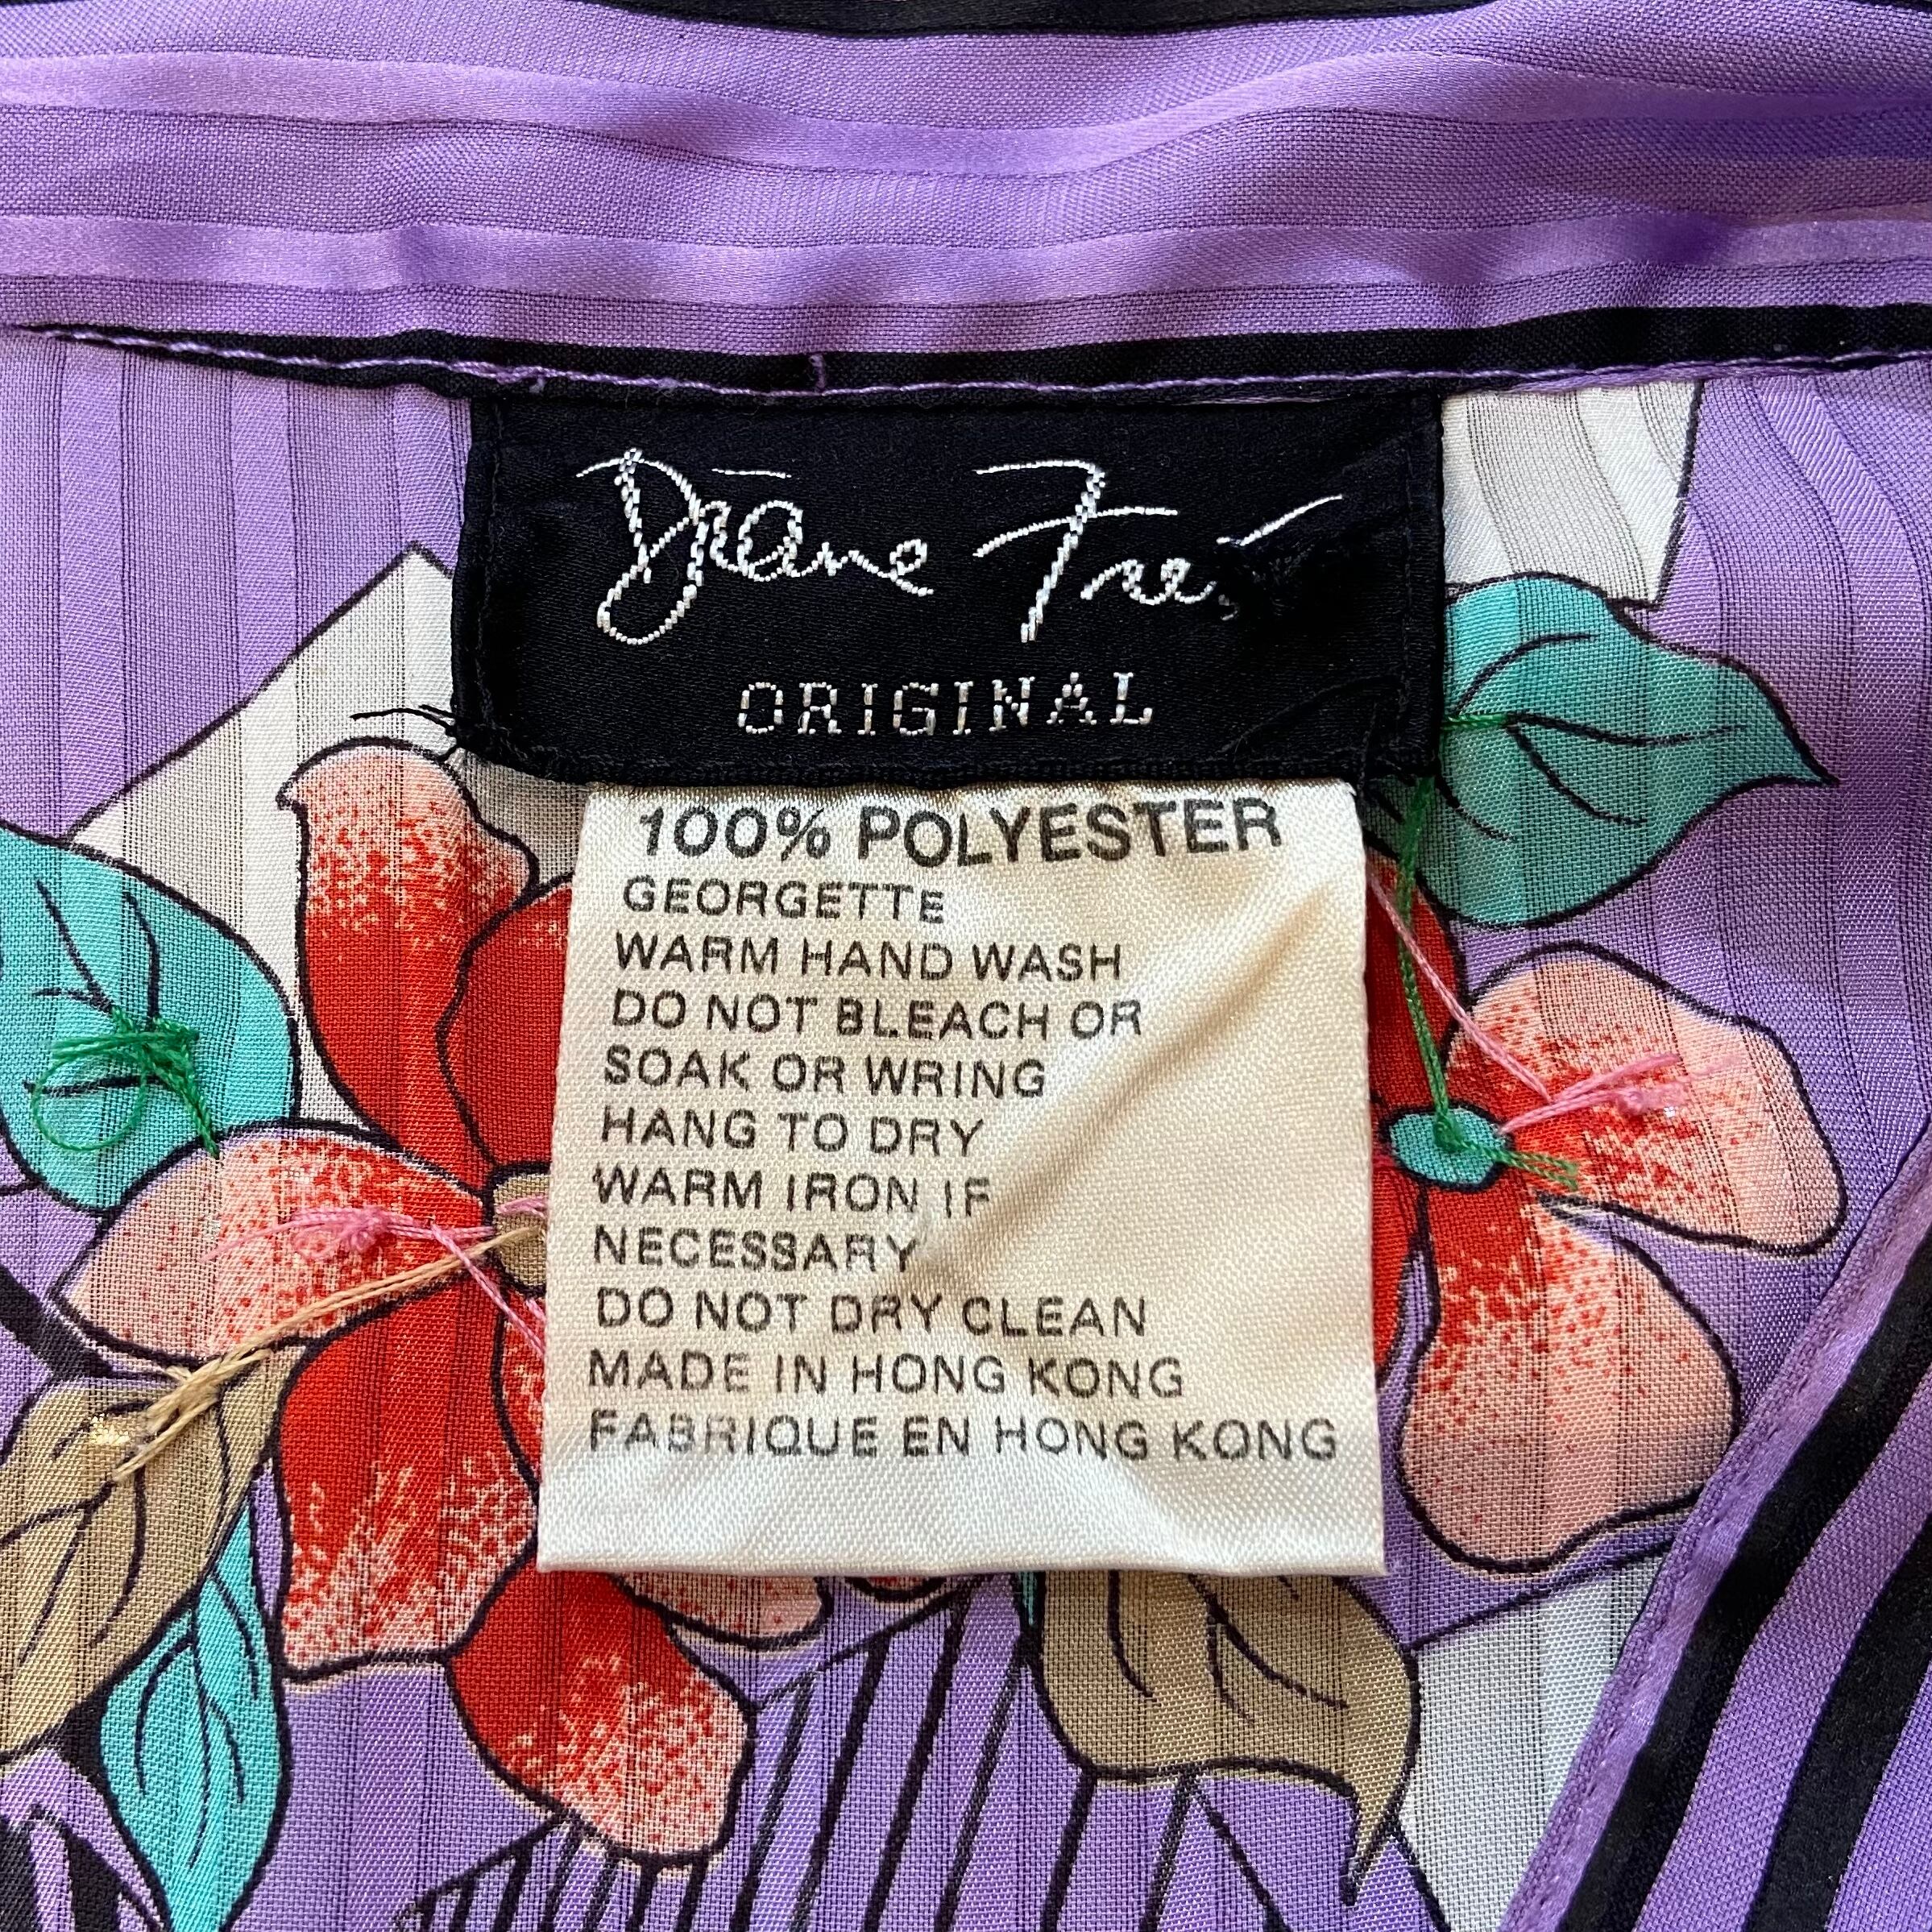 Diane Freis
ORIGINAL
100% POLYESTER
GEORGETTE
WARM HAND WASH
DO NOT BLEACH OR
SOAK OR WRING
HANG TO DRY
WARM IRON IF
NECESSARY
DO NOT DRY CLEAN
MADE IN HONG KONG
FABRIQUE EN HONG KONG